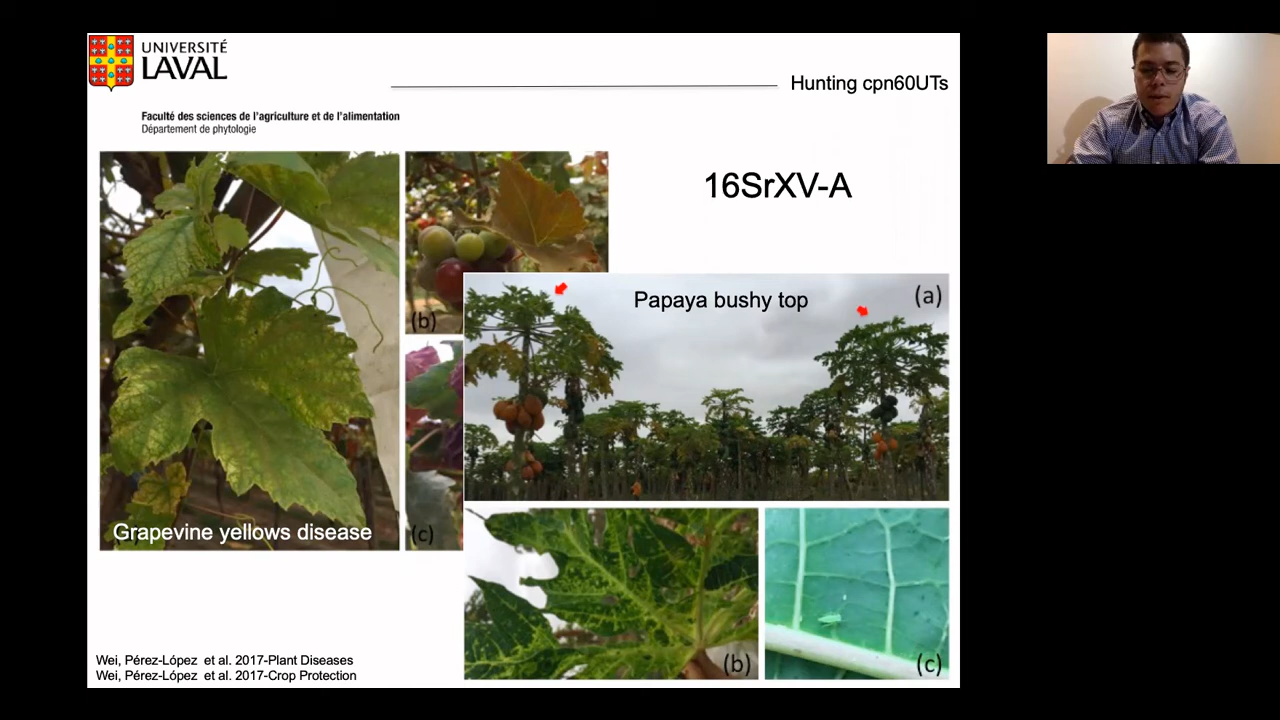 UNIVERSITÉ
LAVAL
Hunting cpn60UTs
Faculté des sciences de l'agriculture et de l'alimentation
Département de phytologie
16SrXV-A
(b)
Papaya bushy top
(a)
Grapevine yellows disease
(c)
(b)
(c)
Wei, Pérez-López et al. 2017-Plant Diseases
Wei, Pérez-López et al. 2017-Crop Protection